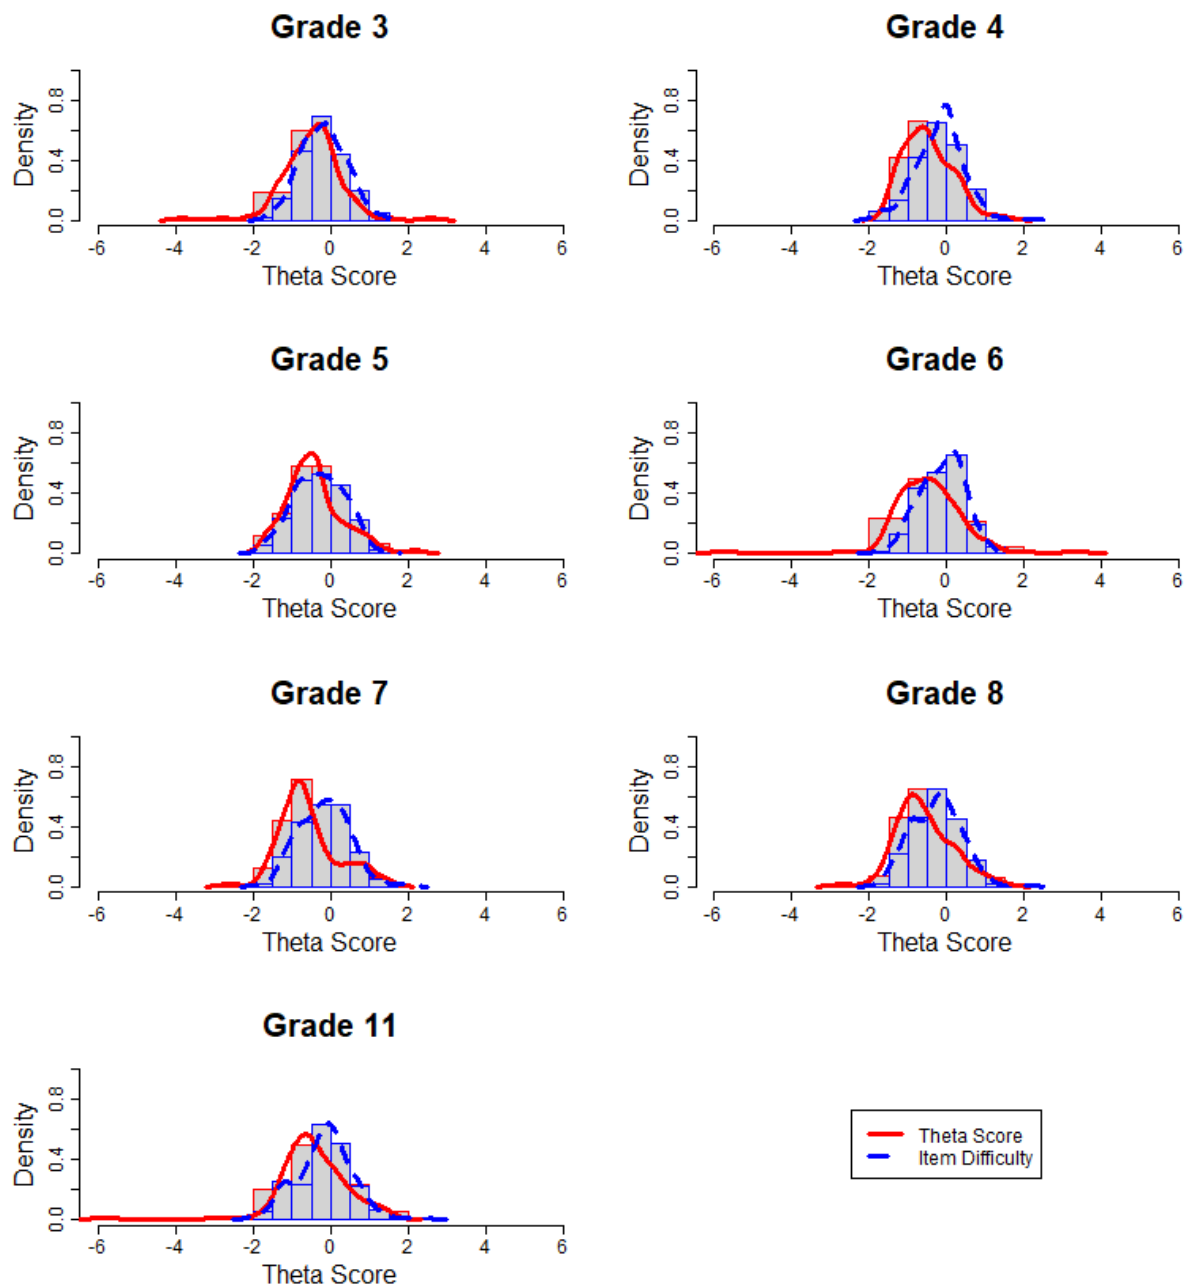 Grade 3
Density
0.0 0.4 0.8
-6 -4 -2 0 2 4 6
Theta Score
Grade 4
Density
0.0 0.4 0.8
-6 -4 -2 0 2 4 6
Theta Score
Grade 5
Density
0.0 0.4 0.8
-6 -4 -2 0 2 4 6
Theta Score
Grade 6
Density
0.0 0.4 0.8
-6 -4 -2 0 2 4 6
Theta Score
Grade 7
Density
0.0 0.4 0.8
-6 -4 -2 0 2 4 6
Theta Score
Grade 8
Density
0.0 0.4 0.8
-6 -4 -2 0 2 4 6
Theta Score
Grade 11
Density
0.0 0.4 0.8
-6 -4 -2 0 2 4 6
Theta Score
Theta Score
Item Difficulty